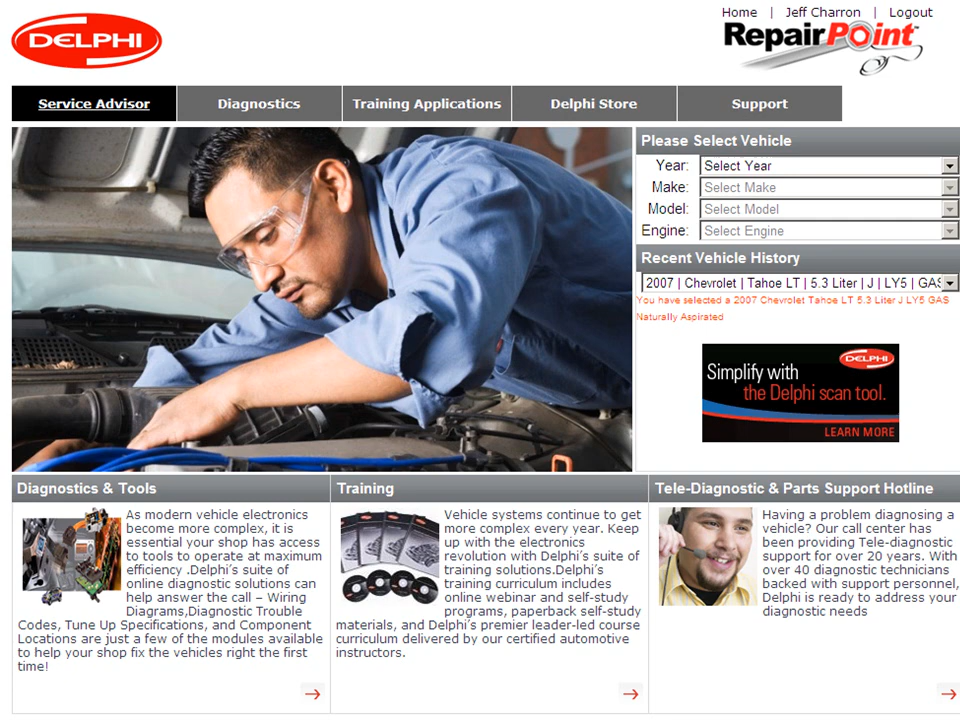 DELPHI
Home | Jeff Charron | Logout
RepairPoint™
Service Advisor
Diagnostics
Training Applications
Delphi Store
Support
Please Select Vehicle
Year: Select Year
Make: Select Make
Model: Select Model
Engine: Select Engine
Recent Vehicle History
2007 | Chevrolet | Tahoe LT | 5.3 Liter | J | LY5 | GAS
You have selected a 2007 Chevrolet Tahoe LT 5.3 Liter J LY5 GAS
Naturally Aspirated
DELPHI
Simplify with
the Delphi scan tool.
LEARN MORE
Diagnostics & Tools
As modern vehicle electronics
become more complex, it is
essential your shop has access
to tools to operate at maximum
efficiency .Delphi's suite of
online diagnostic solutions can
help answer the call – Wiring
Diagrams,Diagnostic Trouble
Codes, Tune Up Specifications, and Component
Locations are just a few of the modules available
to help your shop fix the vehicles right the first
time!
Training
Vehicle systems continue to get
more complex every year. Keep
up with the electronics
revolution with Delphi's suite of
training solutions.Delphi's
training curriculum includes
online webinar and self-study
programs, paperback self-study
materials, and Delphi's premier leader-led course
curriculum delivered by our certified automotive
instructors.
Tele-Diagnostic & Parts Support Hotline
Having a problem diagnosing a
vehicle? Our call center has
been providing Tele-diagnostic
support for over 20 years. With
over 40 diagnostic technicians
backed with support personnel,
Delphi is ready to address your
diagnostic needs